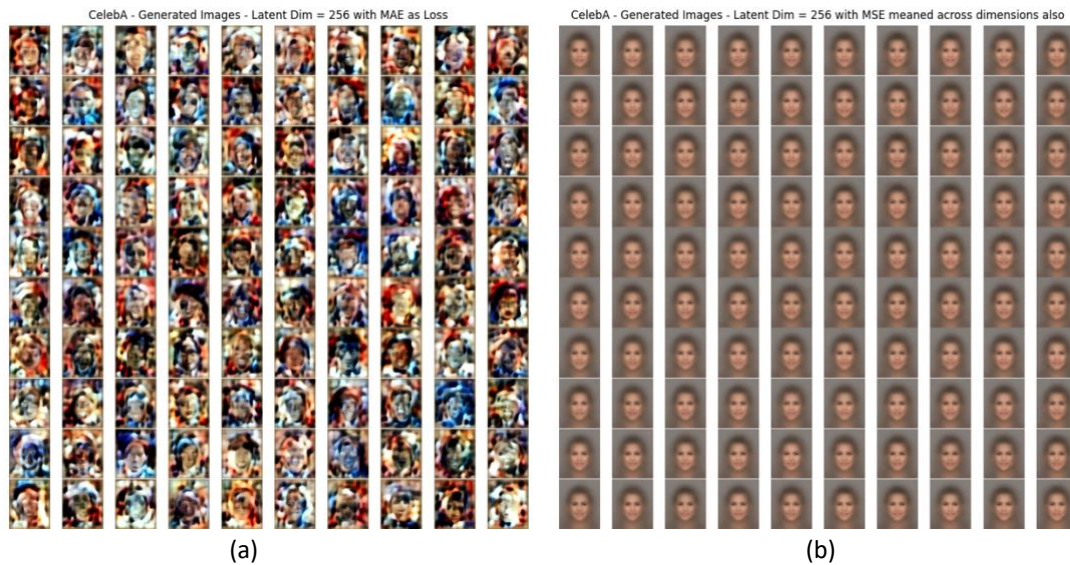 CelebA - Generated Images - Latent Dim = 256 with MAE as Loss
CelebA - Generated Images - Latent Dim = 256 with MSE meaned across dimensions also
(a)
(b)